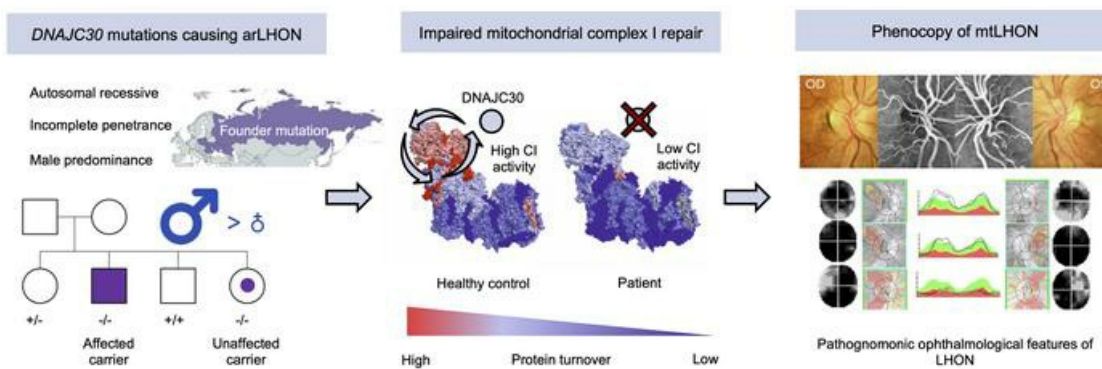 DNAJC30 mutations causing arLHON
Autosomal recessive
Incomplete penetrance
Male predominance
Founder mutation
>
+/-
-/-
+/+
-/-
Affected
carrier
Unaffected
carrier
Impaired mitochondrial complex I repair
DNAJC30
High CI
activity
Low CI
activity
Healthy control
Patient
High
Protein turnover
Low
Phenocopy of mtLHON
OD
Pathognomonic ophthalmological features of
LHON